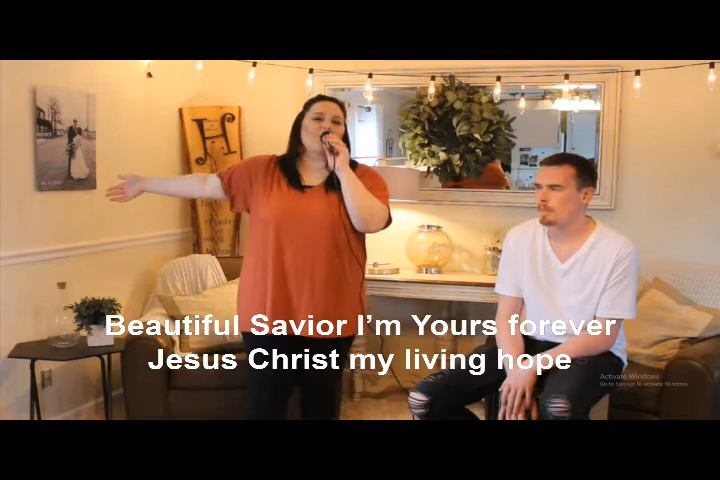 H
Beautiful Savior I'm Yours forever
Jesus Christ my living hope
Activate Windows
Go to Settings to activate Windows.